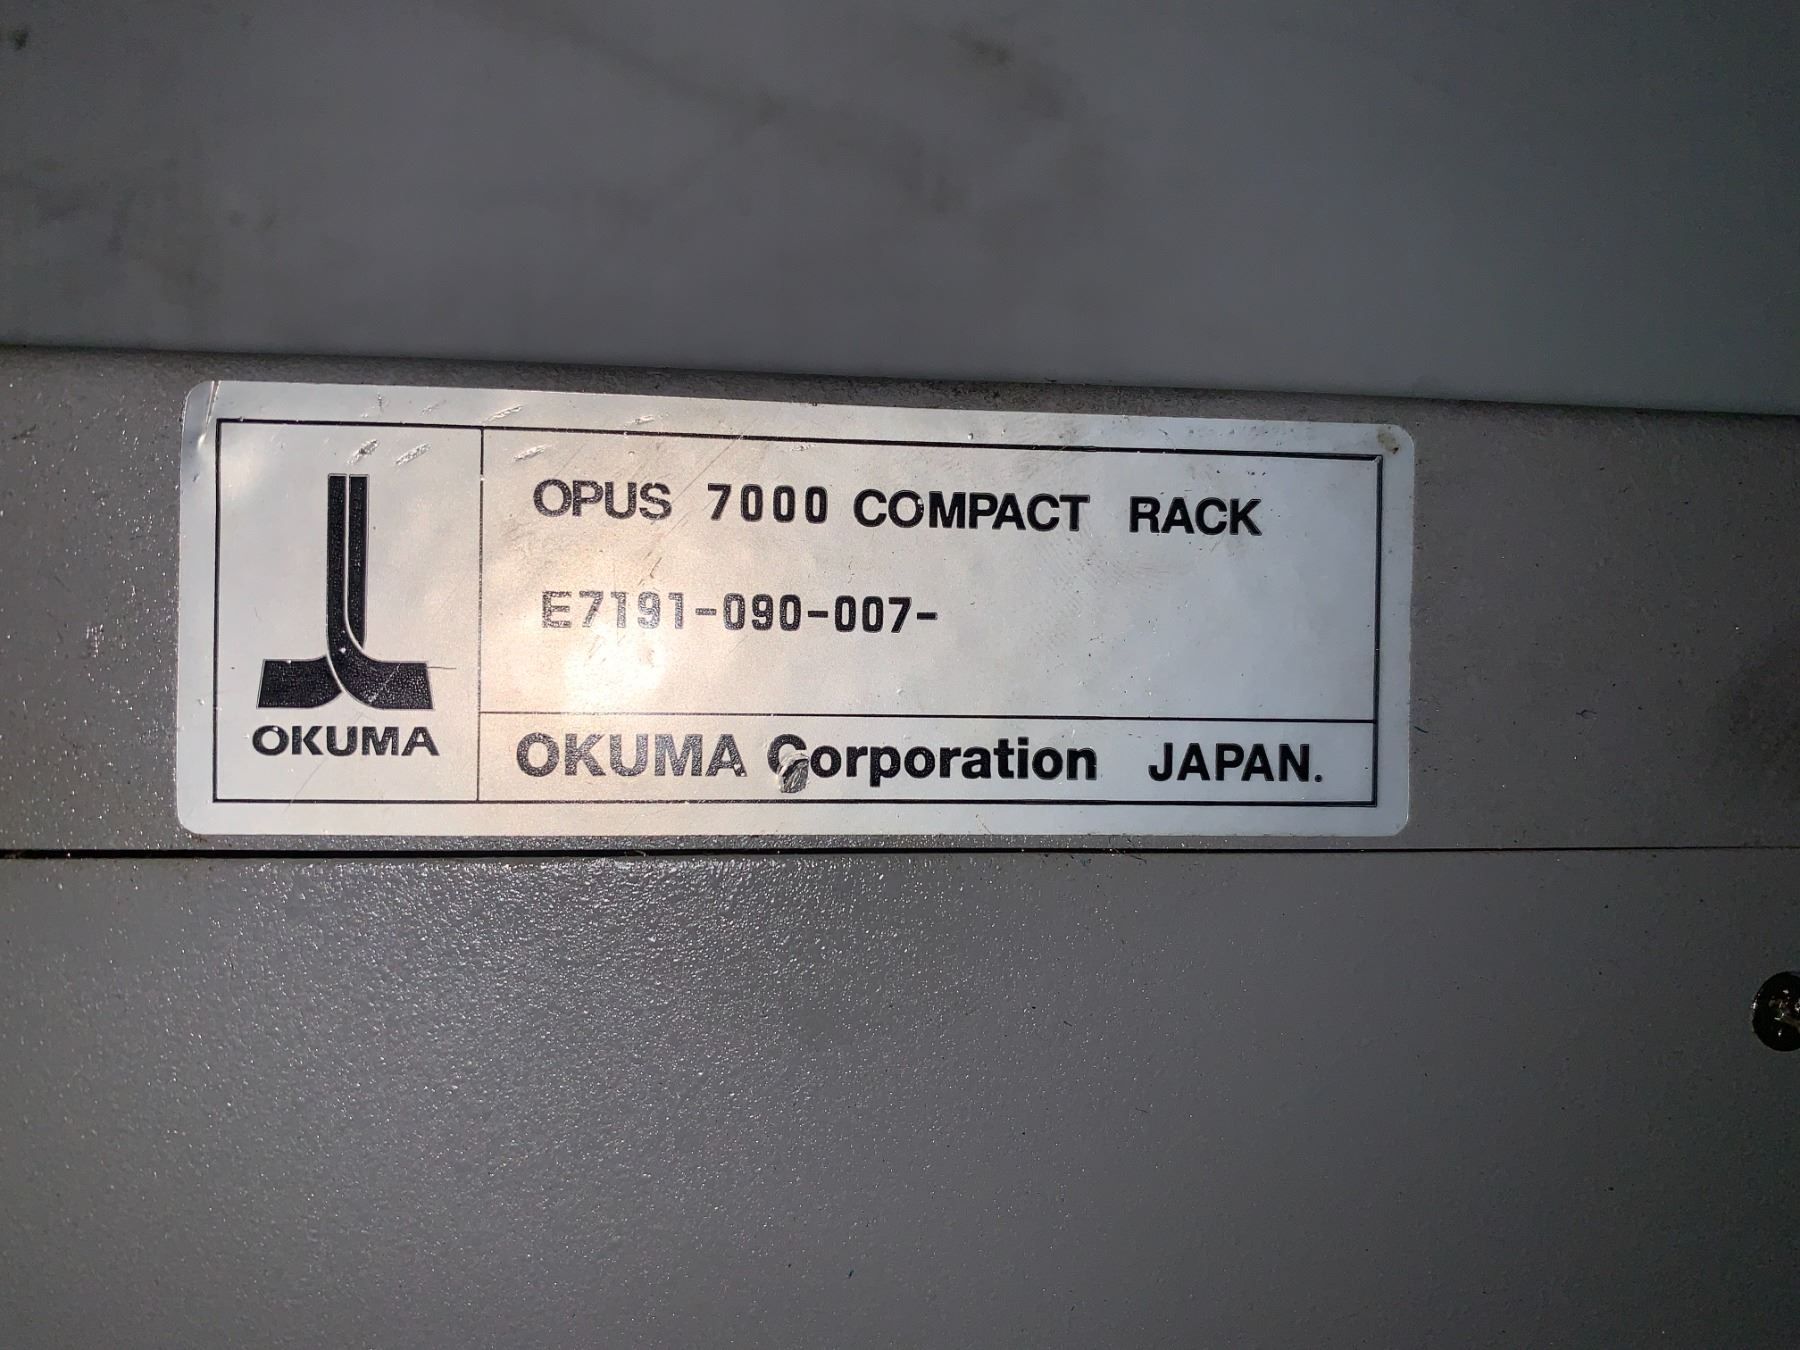 OPUS 7000 COMPACT RACK
E7191-090-007-
OKUMA
OKUMA Corporation JAPAN.